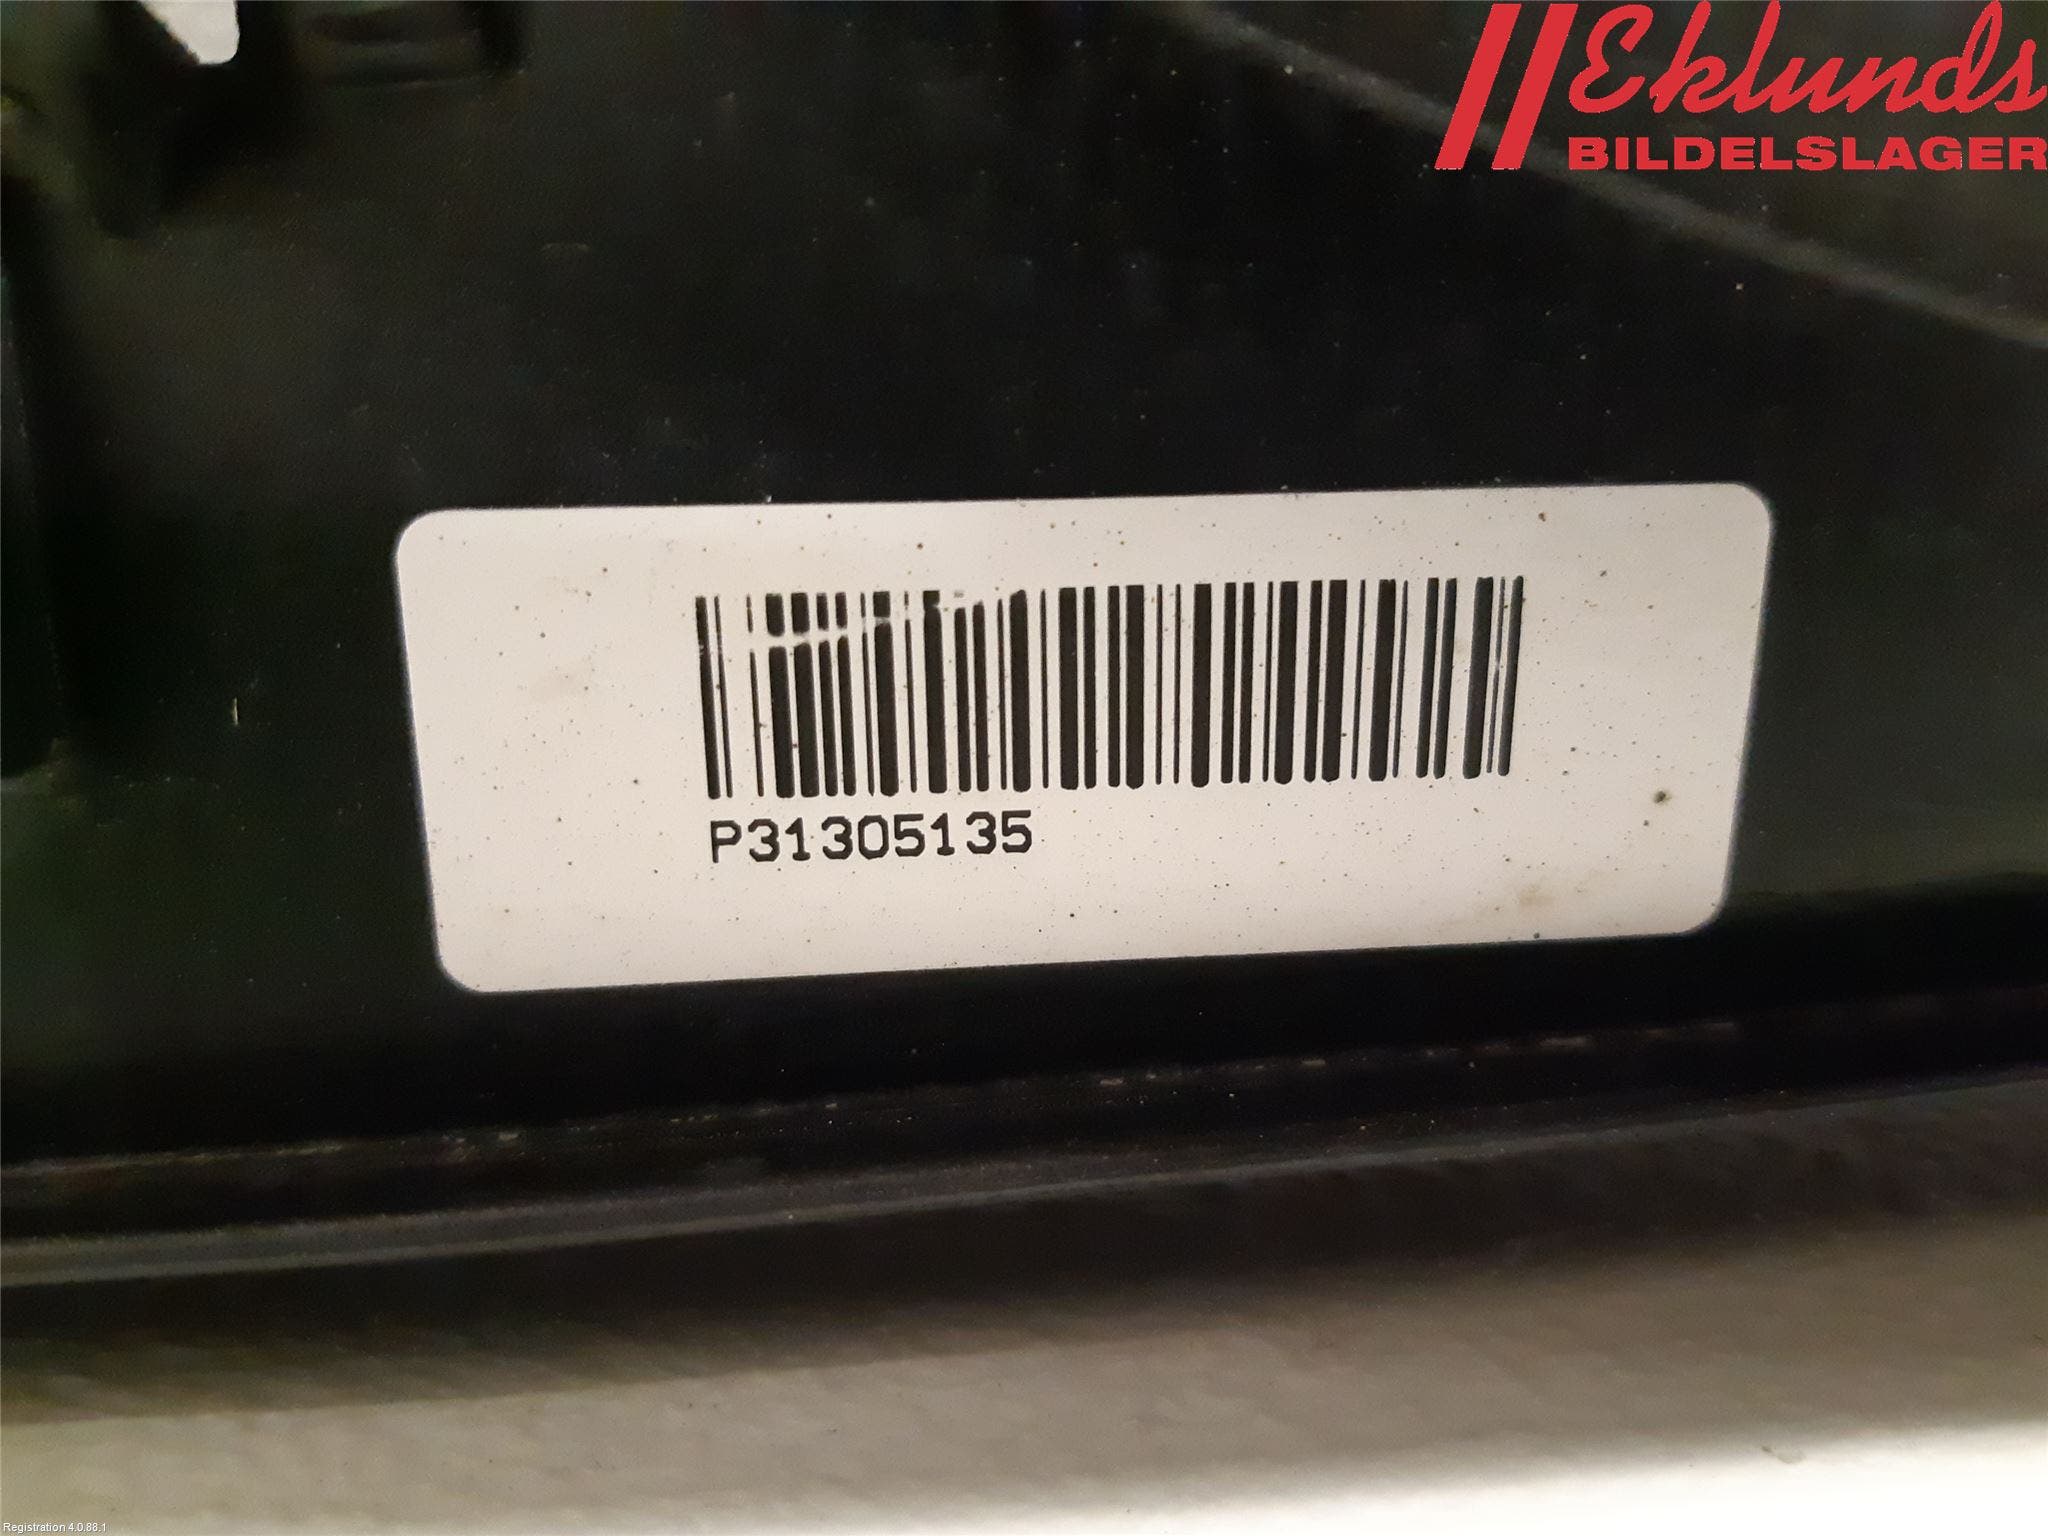 Eklunds
BILDELSLAGER
P31305135
Registration 4.0.88.1